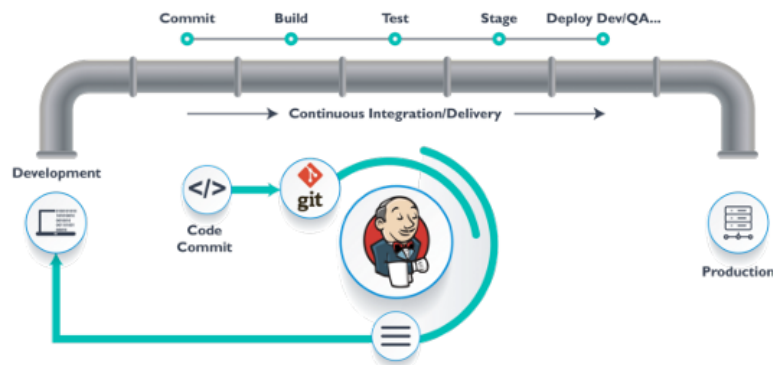 Commit
Build
Test
Stage
Deploy Dev/QA...
Continuous Integration/Delivery
Development
</>
git
Code
Commit
Production